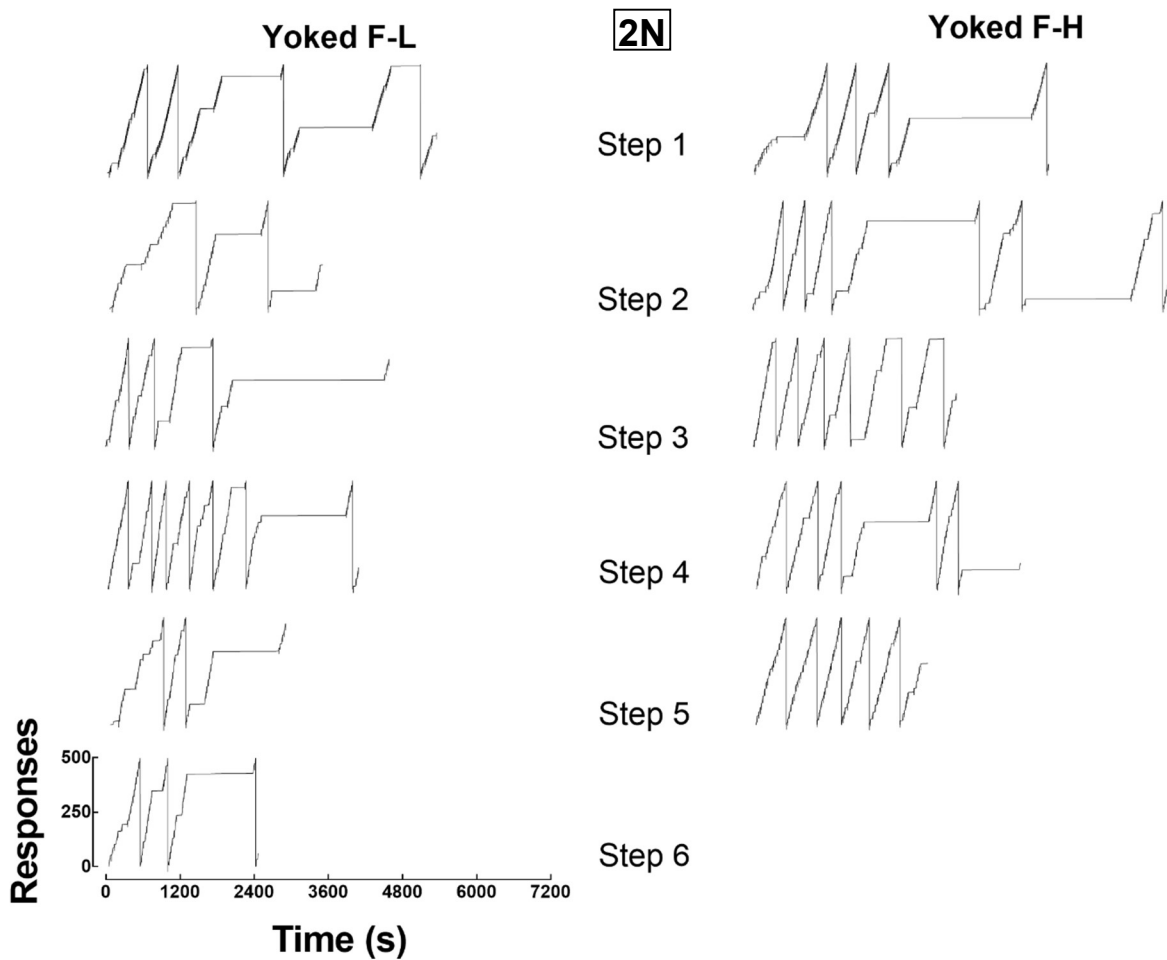 2N
Yoked F-L
Yoked F-H
Step 1
Step 2
Step 3
Step 4
Step 5
Step 6
Responses
500
250
0
0 1200 2400 3600 4800 6000 7200
Time (s)